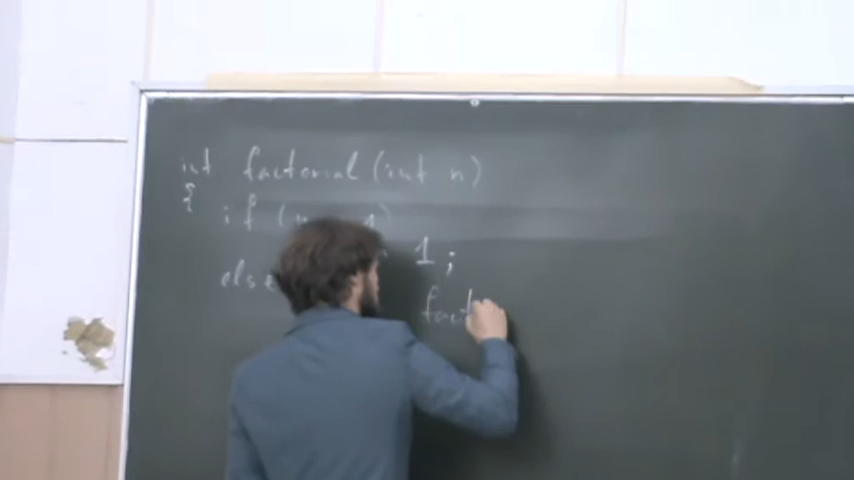 int factorial (int n)
{ if (n 1)
1;
else
fact